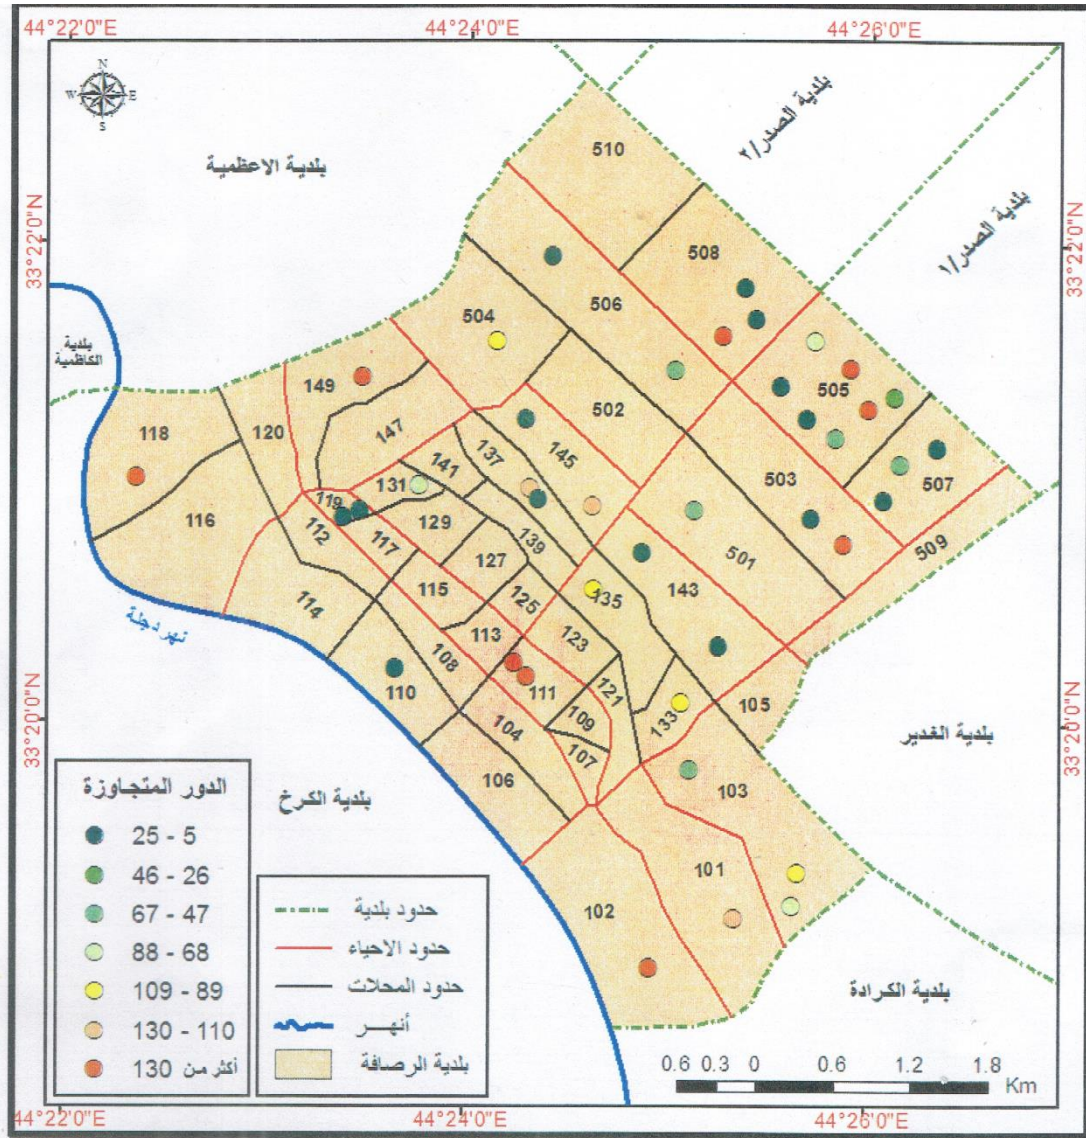 44°22'0"E
44°24'0"E
44°26'0"E
N
W E
S
33°22'0"N
33°22'0"N
بلدية الصدر/٢
بلدية الصدر/١
بلدية الاعظمية
بلدية
الكاظمية
510
508
506
504
505
149
502
147
118
120
137
145
503
141
131
507
119
116
112
129
139
501
509
117
127
143
115
135
114
125
113
123
108
110
121
111
105
109
133
104
107
106
103
101
102
نهر دجلة
33°20'0"N
33°20'0"N
بلدية الغدير
بلدية الكرخ
بلدية الكرادة
الدور المتجاوزة
25 - 5
46 - 26
67 - 47
88 - 68
109 - 89
130 - 110
أكثر من 130
حدود بلدية
حدود الاحياء
حدود المحلات
أنهـــر
بلدية الرصافة
0.6 0.3 0 0.6 1.2 1.8
Km
44°22'0"E
44°24'0"E
44°26'0"E